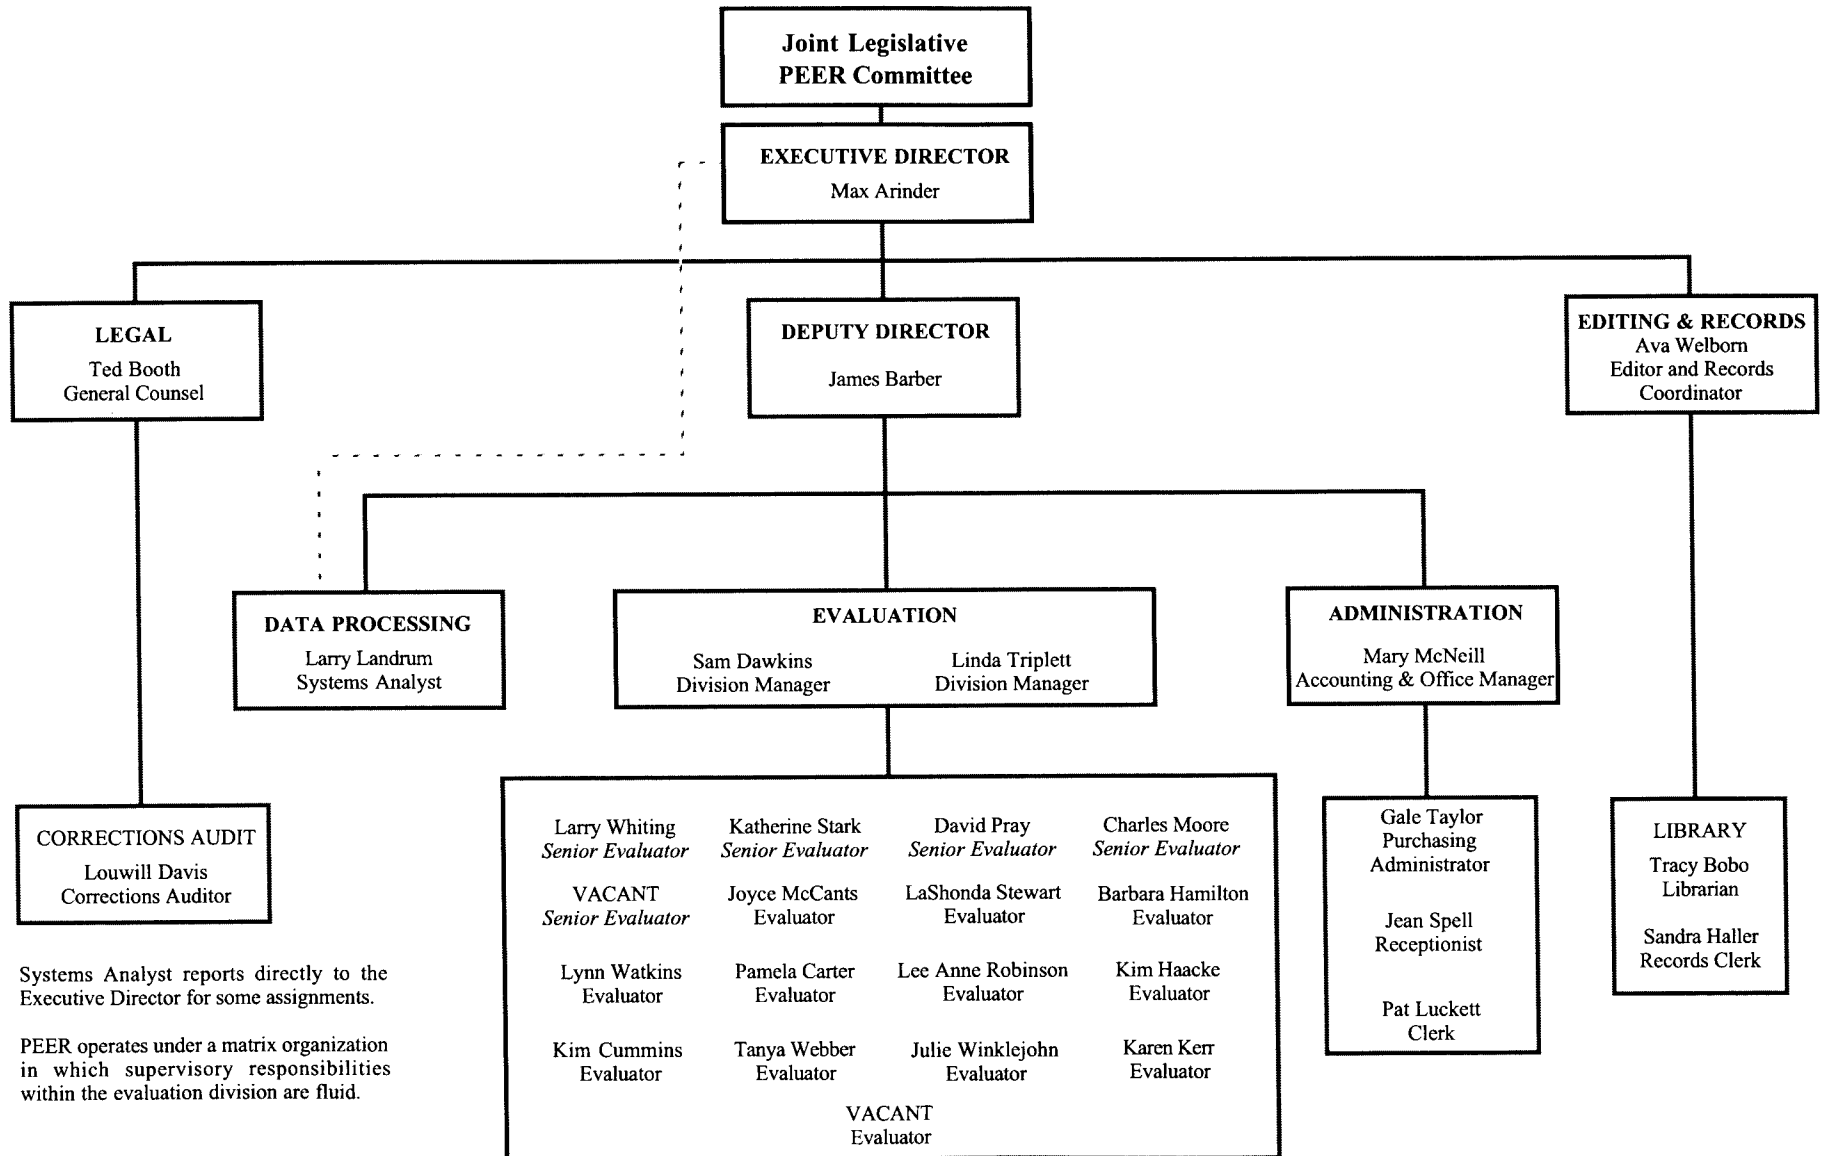 Joint Legislative
PEER Committee
EXECUTIVE DIRECTOR
Max Arinder
LEGAL
Ted Booth
General Counsel
DEPUTY DIRECTOR
James Barber
EDITING & RECORDS
Ava Welborn
Editor and Records
Coordinator
DATA PROCESSING
Larry Landrum
Systems Analyst
EVALUATION
Sam Dawkins
Division Manager
Linda Triplett
Division Manager
ADMINISTRATION
Mary McNeill
Accounting & Office Manager
CORRECTIONS AUDIT
Louwill Davis
Corrections Auditor
Larry Whiting
Senior Evaluator
Katherine Stark
Senior Evaluator
David Pray
Senior Evaluator
Charles Moore
Senior Evaluator
VACANT
Senior Evaluator
Joyce McCants
Evaluator
LaShonda Stewart
Evaluator
Barbara Hamilton
Evaluator
Lynn Watkins
Evaluator
Pamela Carter
Evaluator
Lee Anne Robinson
Evaluator
Kim Haacke
Evaluator
Kim Cummins
Evaluator
Tanya Webber
Evaluator
Julie Winklejohn
Evaluator
Karen Kerr
Evaluator
VACANT
Evaluator
Gale Taylor
Purchasing
Administrator
Jean Spell
Receptionist
Pat Luckett
Clerk
LIBRARY
Tracy Bobo
Librarian
Sandra Haller
Records Clerk
Systems Analyst reports directly to the
Executive Director for some assignments.
PEER operates under a matrix organization
in which supervisory responsibilities
within the evaluation division are fluid.